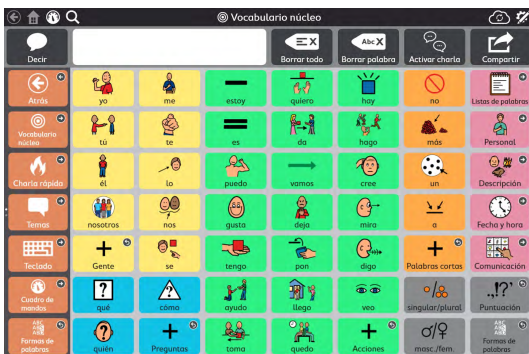 Vocabulario núcleo
Decir
X
Borrar todo
Abc X
Borrar palabra
Activar charla
Compartir
Atrás
yo
me
estoy
quiero
hay
no
Listas de palabras
Vocabulario
núcleo
tú
te
es
da
hago
más
Personal
Charla rápida
él
lo
puedo
vamos
cree
un
Descripción
Temas
nosotros
nos
gusta
deja
mira
a
Fecha y hora
Teclado
Gente
se
tengo
pon
digo
Palabras cortas
Comunicación
Cuadro de
mandos
?
qué
cómo
ayudo
llego
veo
singular/plural
.,!?'
Puntuación
Formas de
palabras
?
quién
Preguntas
toma
quedo
Acciones
masc./fem.
Formas de
palabras